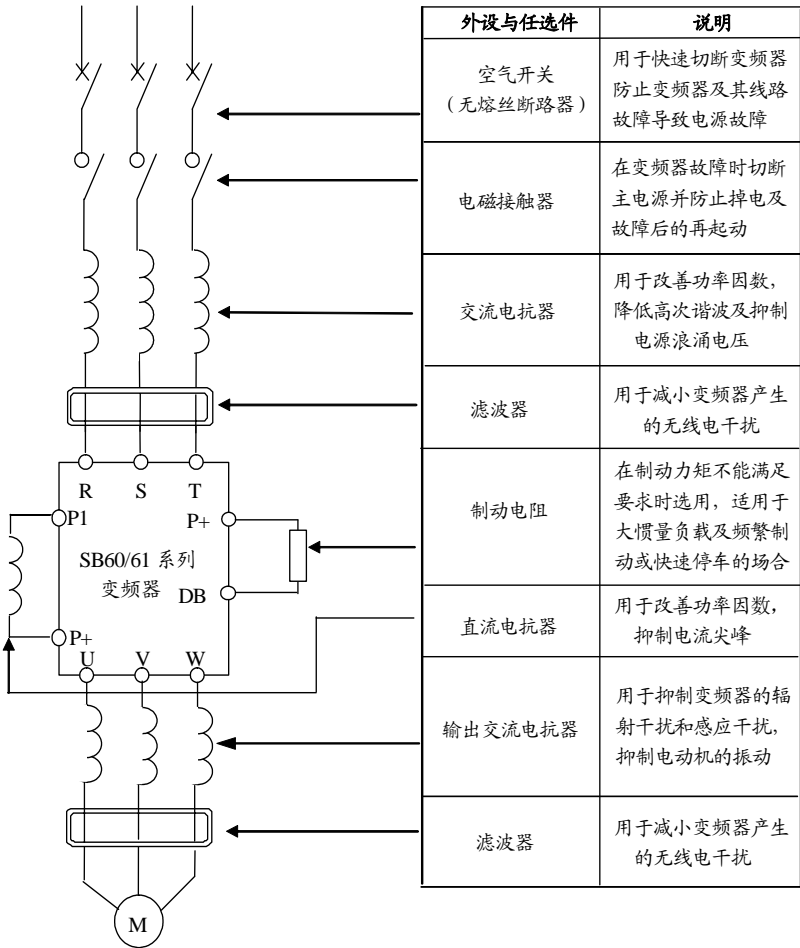 外设与任选件 说明
空气开关
（无熔丝断路器）
用于快速切断变频器
防止变频器及其线路
故障导致电源故障
电磁接触器
在变频器故障时切断
主电源并防止掉电及
故障后的再起动
交流电抗器
用于改善功率因数，
降低高次谐波及抑制
电源浪涌电压
滤波器
用于减小变频器产生
的无线电干扰
制动电阻
在制动力矩不能满足
要求时选用，适用于
大惯量负载及频繁制
动或快速停车的场合
直流电抗器
用于改善功率因数，
抑制电流尖峰
输出交流电抗器
用于抑制变频器的辐
射干扰和感应干扰，
抑制电动机的振动
滤波器
用于减小变频器产生
的无线电干扰
R S T
P1 P+
SB60/61 系列
变频器 DB
P+
U V W
M